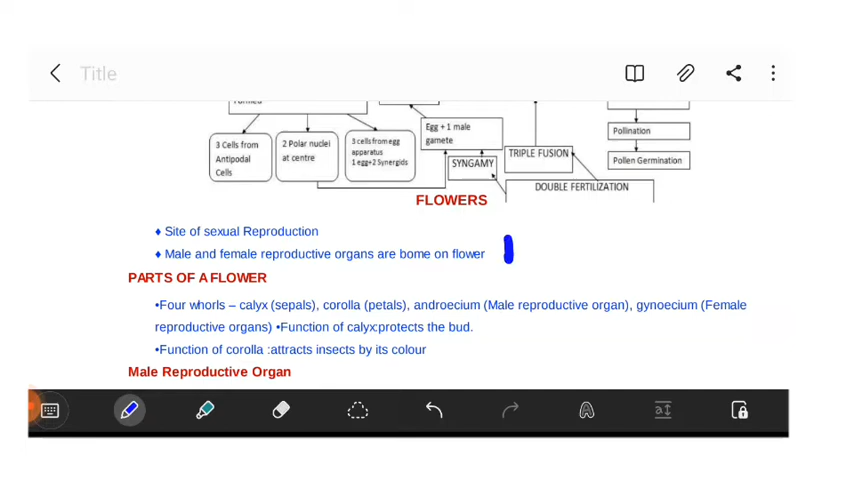 Title
3 Cells from
Antipodal
Cells
2 Polar nuclei
at centre
3 cells from egg
apparatus
1 egg+2 Synergids
Egg + 1 male
gamete
SYNGAMY
TRIPLE FUSION
DOUBLE FERTILIZATION
Pollination
Pollen Germination
FLOWERS
♦ Site of sexual Reproduction
♦ Male and female reproductive organs are bome on flower
PARTS OF A FLOWER
•Four whorls – calyx (sepals), corolla (petals), androecium (Male reproductive organ), gynoecium (Female
reproductive organs) •Function of calyx:protects the bud.
•Function of corolla :attracts insects by its colour
Male Reproductive Organ